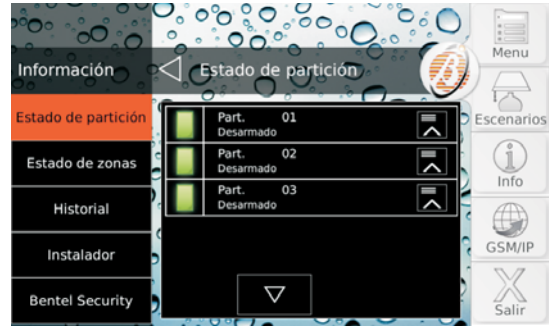 Información
Estado de partición
Estado de partición
Estado de zonas
Historial
Instalador
Bentel Security
Part. 01
Desarmado
Part. 02
Desarmado
Part. 03
Desarmado
Menu
Escenarios
Info
GSM/IP
Salir